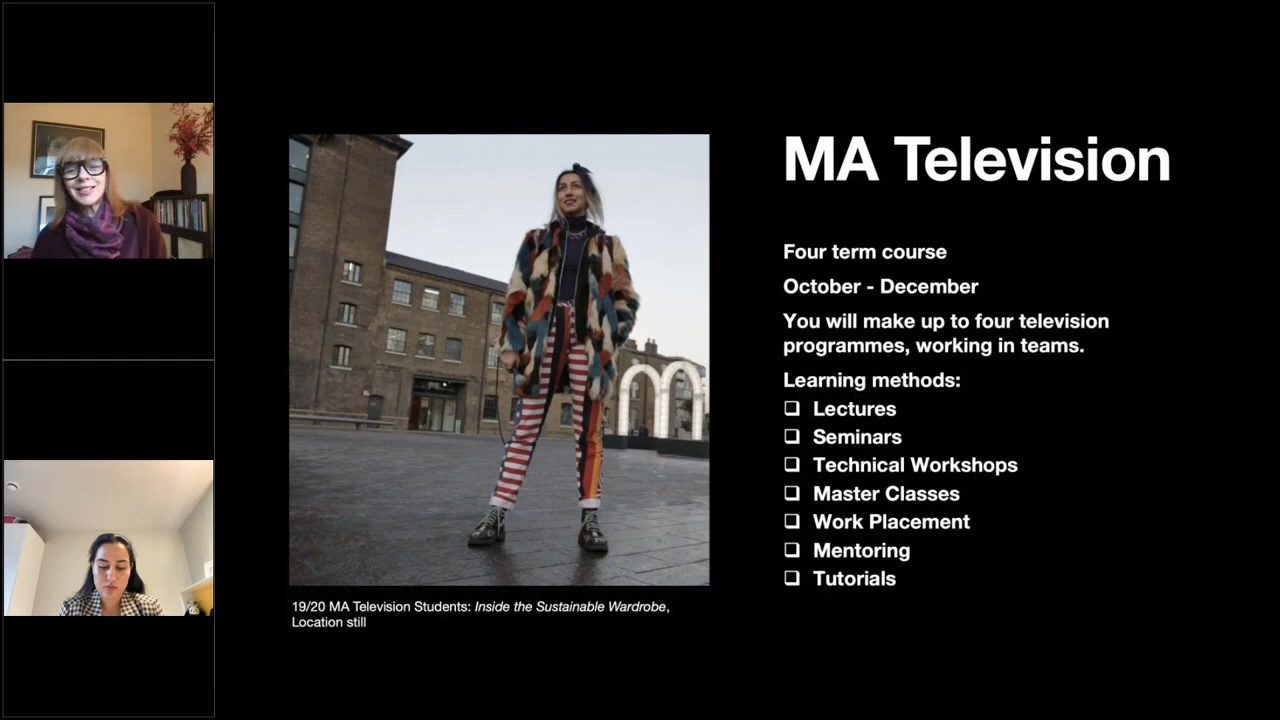 MA Television
Four term course
October - December
You will make up to four television
programmes, working in teams.
Learning methods:
❑ Lectures
❑ Seminars
❑ Technical Workshops
❑ Master Classes
❑ Work Placement
❑ Mentoring
❑ Tutorials
19/20 MA Television Students: Inside the Sustainable Wardrobe,
Location still